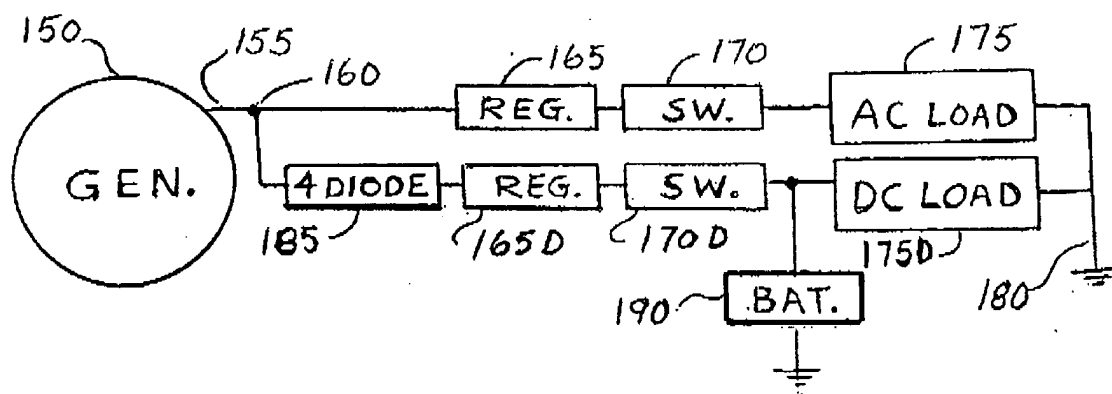 150
155
160
165
170
175
GEN.
REG.
SW.
AC LOAD
4 DIODE
REG.
SW.
DC LOAD
185
165D
170D
175D
180
190
BAT.